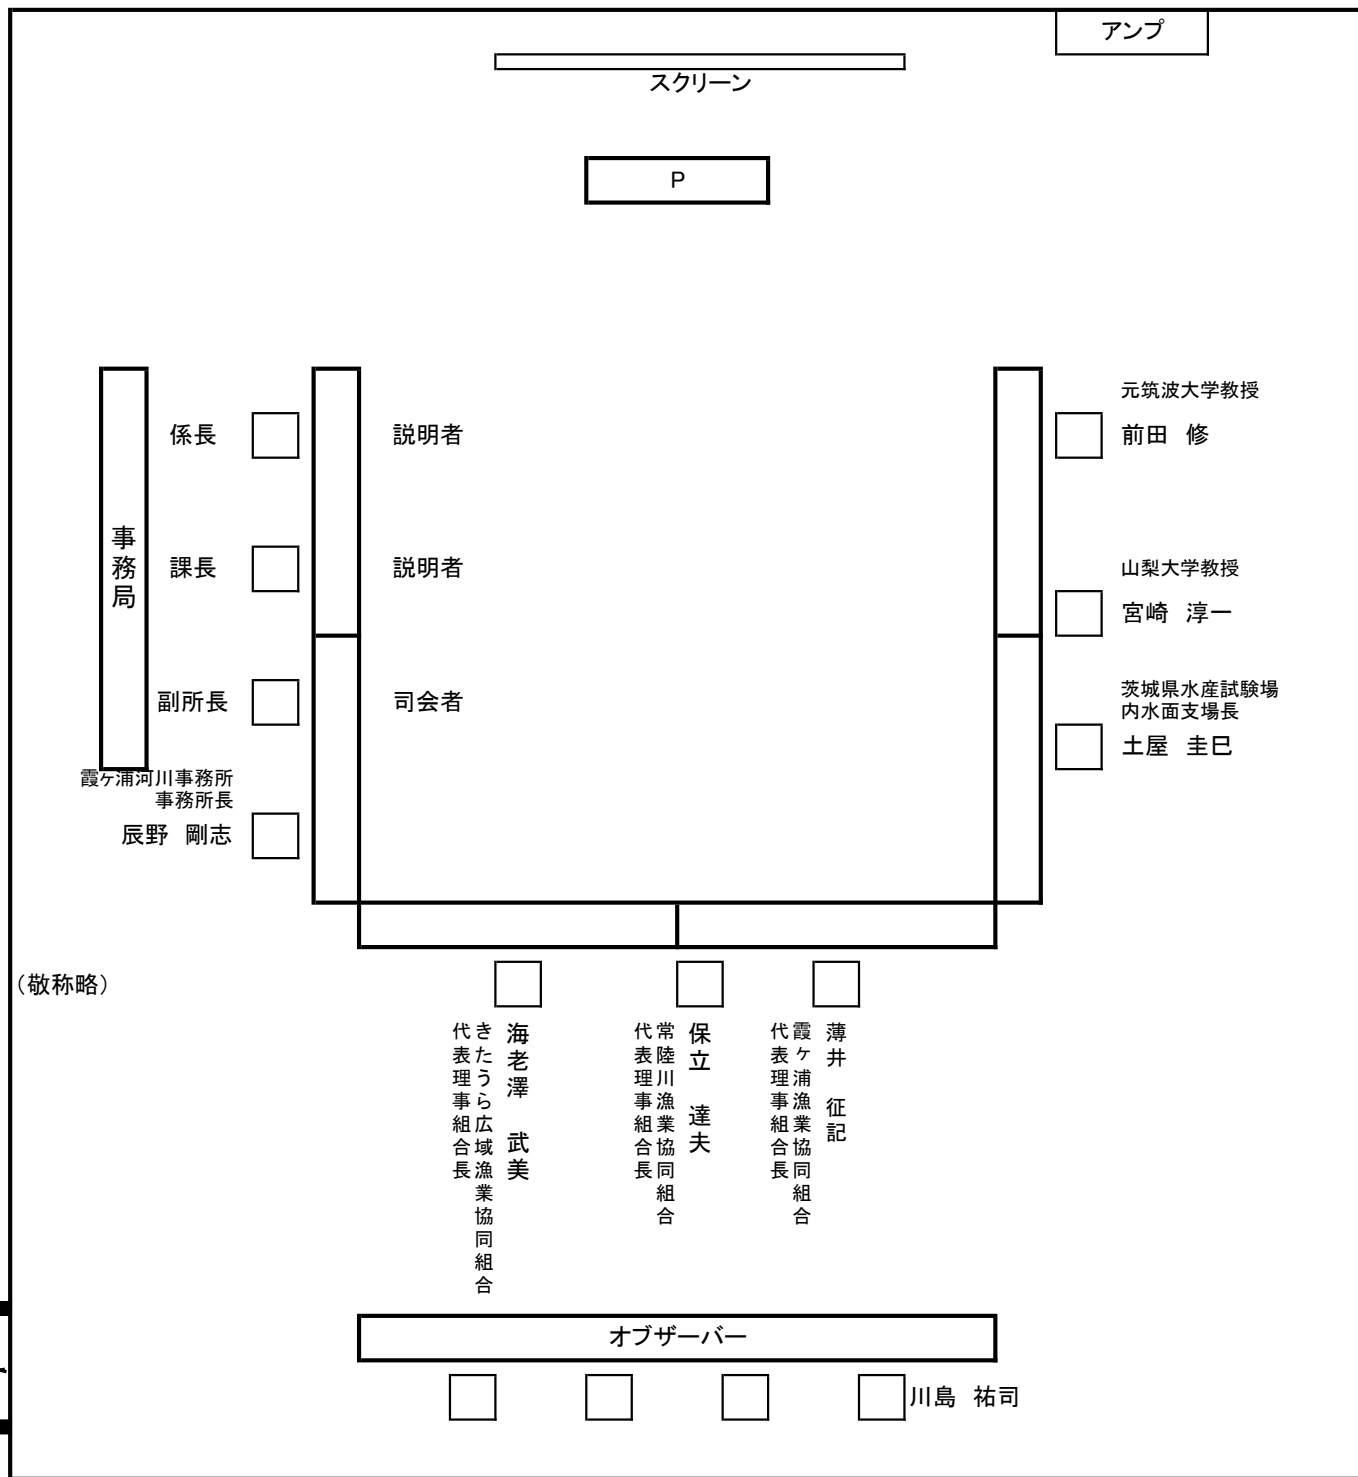 アンプ
スクリーン
P
元筑波大学教授
係長
説明者
前田　修
事務局
課長
説明者
山梨大学教授
宮崎　淳一
副所長
司会者
茨城県水産試験場
内水面支場長
土屋　圭巳
霞ヶ浦河川事務所
事務所長
辰野　剛志
（敬称略）
海老澤　武美
きたうら広域漁業協同組合
代表理事組合長
保立　達夫
常陸川漁業協同組合
代表理事組合長
薄井　征記
霞ヶ浦漁業協同組合
代表理事組合長
オブザーバー
川島　祐司